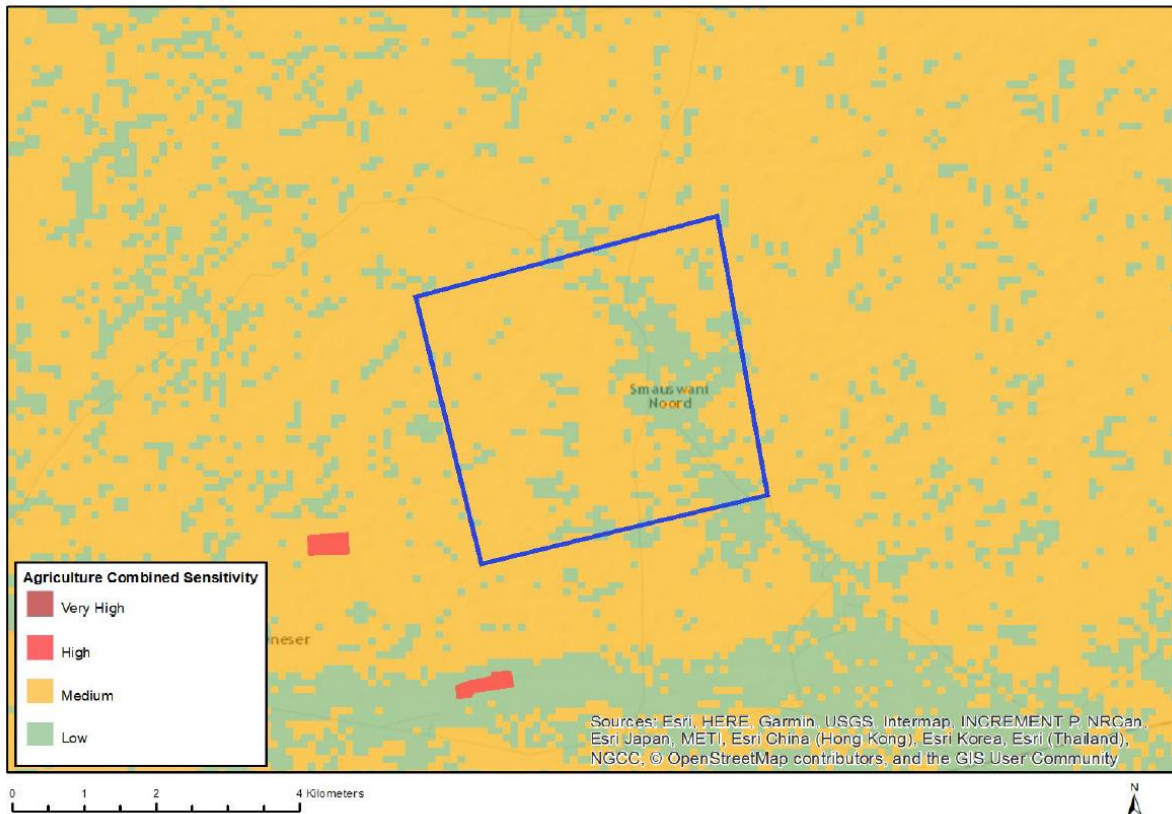 Smauswani
Noord
Agriculture Combined Sensitivity
Very High
High
Medium
Low
neser
Sources: Esri, HERE, Garmin, USGS, Intermap, INCREMENT P, NRCan,
Esri Japan, METI, Esri China (Hong Kong), Esri Korea, Esri (Thailand),
NGCC, © OpenStreetMap contributors, and the GIS User Community
0 1 2 4 Kilometers
N